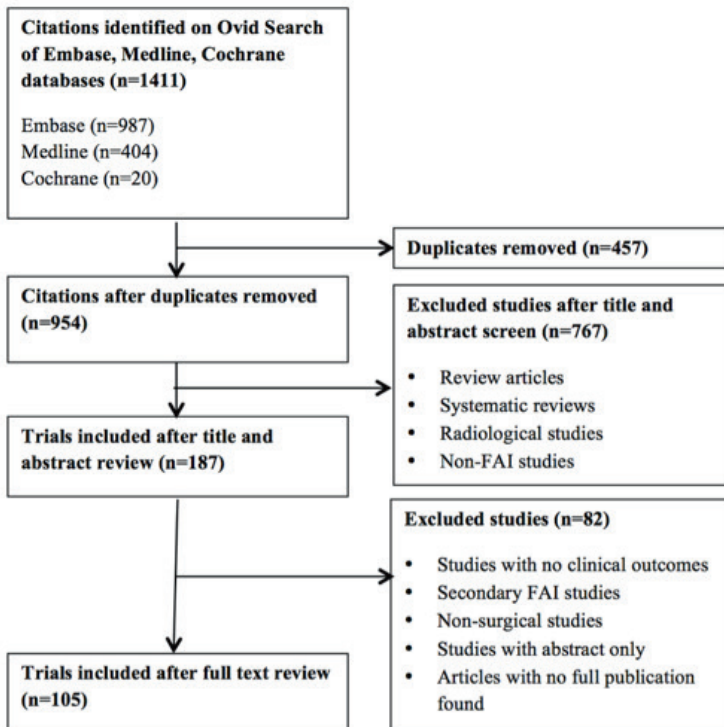 Citations identified on Ovid Search
of Embase, Medline, Cochrane
databases (n=1411)
Embase (n=987)
Medline (n=404)
Cochrane (n=20)
Duplicates removed (n=457)
Citations after duplicates removed
(n=954)
Excluded studies after title and
abstract screen (n=767)
• Review articles
• Systematic reviews
• Radiological studies
• Non-FAI studies
Trials included after title and
abstract review (n=187)
Excluded studies (n=82)
• Studies with no clinical outcomes
• Secondary FAI studies
• Non-surgical studies
• Studies with abstract only
• Articles with no full publication
found
Trials included after full text review
(n=105)